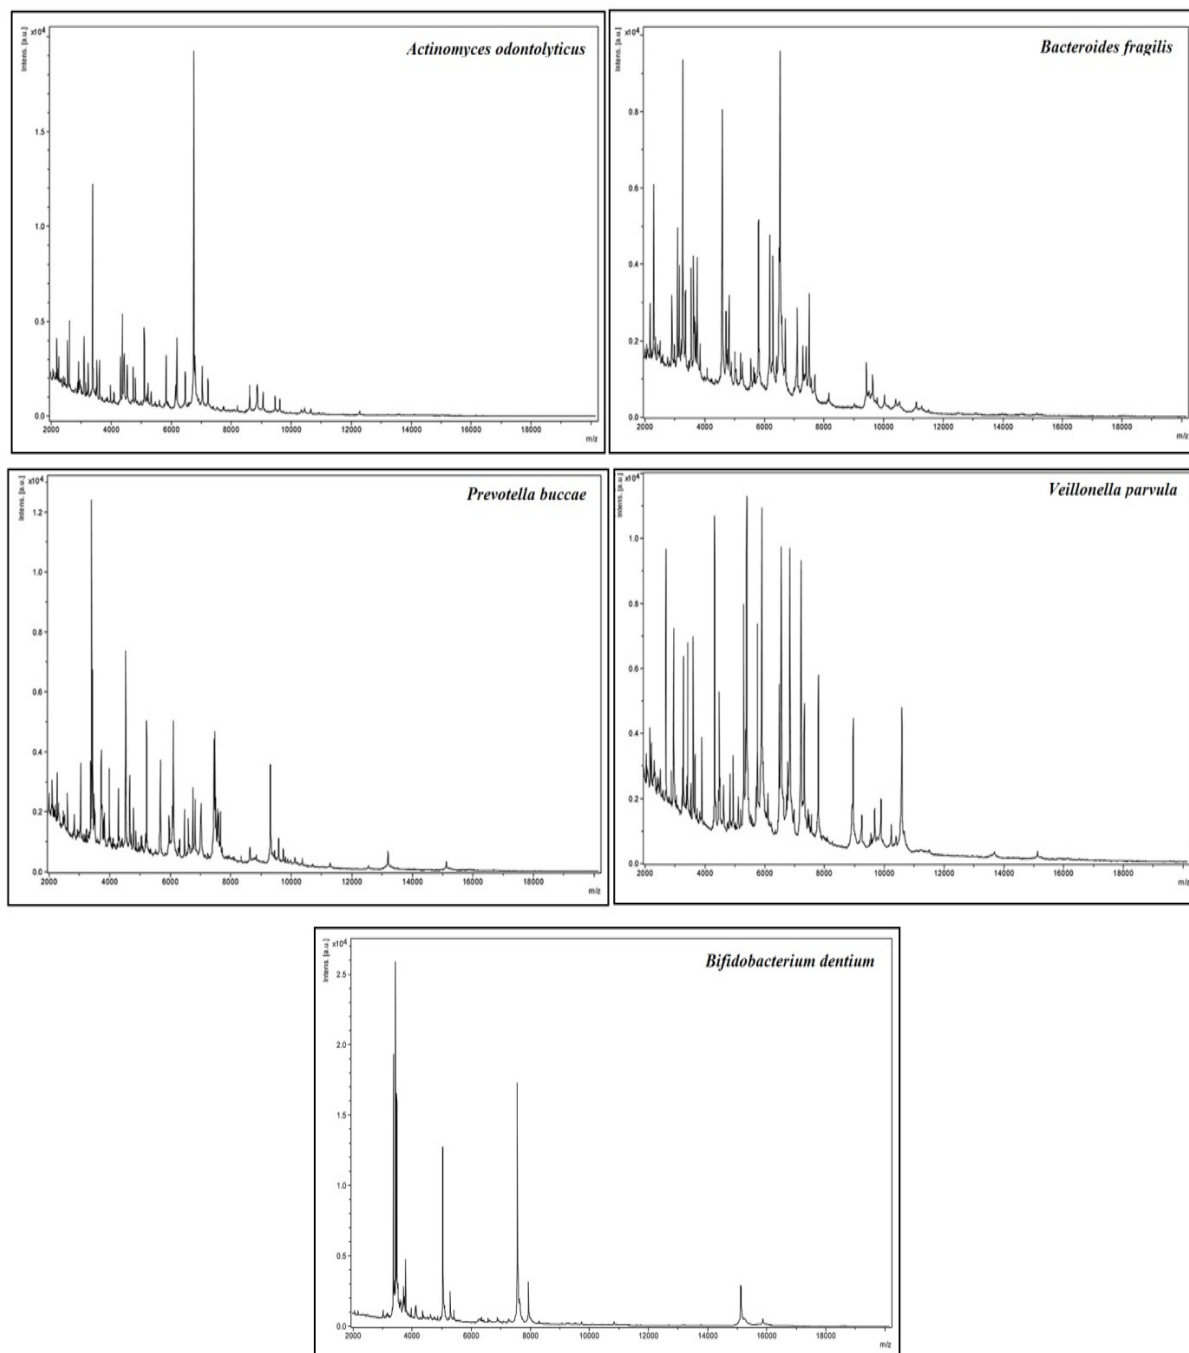 Actinomyces odontolyticus
Intens. [a.u.]
x10⁴
1.5
1.0
0.5
0.0
2000 4000 6000 8000 10000 12000 14000 16000 18000
m/z
Bacteroides fragilis
Intens. [a.u.]
x10⁴
0.8
0.6
0.4
0.2
0.0
2000 4000 6000 8000 10000 12000 14000 16000 18000
m/z
Prevotella buccae
Intens. [a.u.]
x10⁴
1.2
1.0
0.8
0.6
0.4
0.2
0.0
2000 4000 6000 8000 10000 12000 14000 16000 18000
m/z
Veillonella parvula
Intens. [a.u.]
x10⁴
1.0
0.8
0.6
0.4
0.2
0.0
2000 4000 6000 8000 10000 12000 14000 16000 18000
m/z
Bifidobacterium dentium
Intens. [a.u.]
x10⁴
2.5
2.0
1.5
1.0
0.5
0.0
2000 4000 6000 8000 10000 12000 14000 16000 18000
m/z